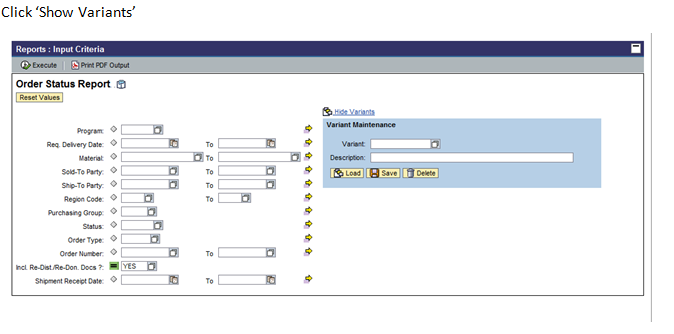 Click ‘Show Variants’
Reports : Input Criteria
Execute Print PDF Output
Order Status Report
Reset Values
Hide Variants
Variant Maintenance
Program:
Req. Delivery Date: To
Variant:
Material: To
Description:
Sold-To Party: To
Load Save Delete
Ship-To Party: To
Region Code: To
Purchasing Group:
Status:
Order Type:
Order Number: To
Incl. Re-Dist./Re-Don. Docs ?: YES
Shipment Receipt Date: To